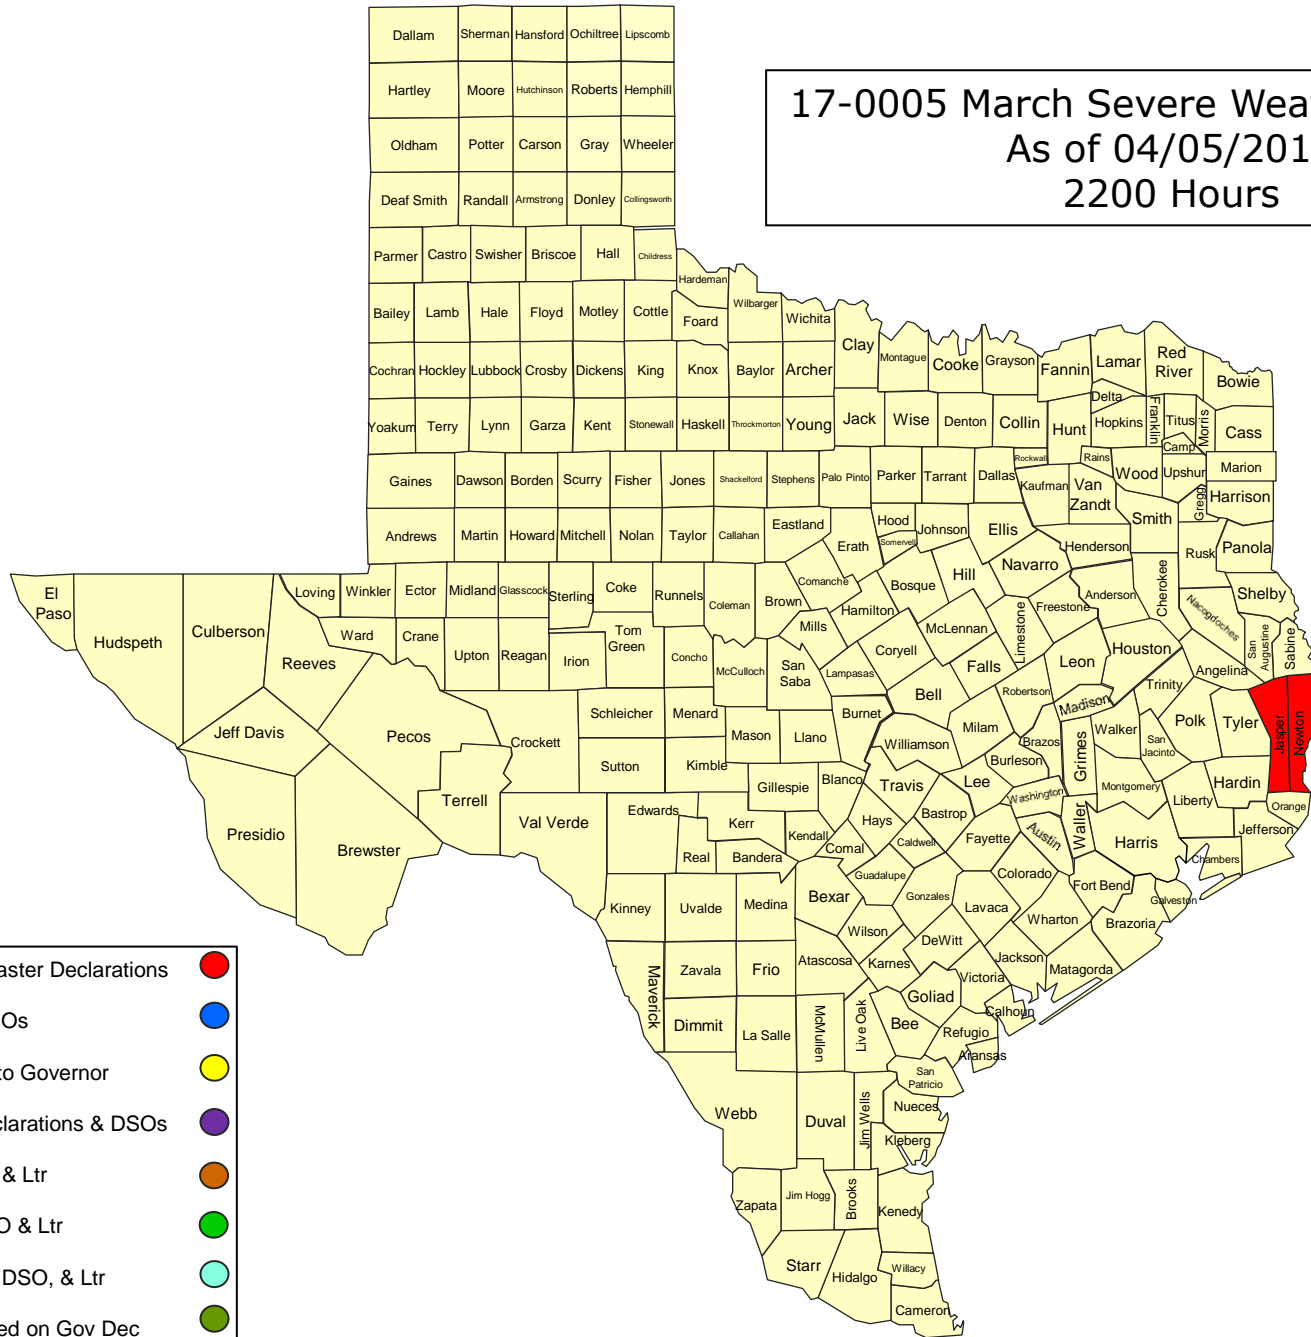 Dallam Sherman Hansford Ochiltree Lipscomb
Hartley Moore Hutchinson Roberts Hemphill
17-0005 March Severe Wea
As of 04/05/201
2200 Hours
Oldham Potter Carson Gray Wheeler
Deaf Smith Randall Armstrong Donley Collingsworth
Parmer Castro Swisher Briscoe Hall Childress
Hardeman
Bailey Lamb Hale Floyd Motley Cottle Foard Wilbarger Wichita
Clay Montague Cooke Grayson Fannin Lamar Red
River Bowie
Cochran Hockley Lubbock Crosby Dickens King Knox Baylor Archer
Delta
Yoakum Terry Lynn Garza Kent Stonewall Haskell Throckmorton Young Jack Wise Denton Collin Hunt Hopkins Franklin Titus Morris Cass
Camp
Rockwall Rains
Gaines Dawson Borden Scurry Fisher Jones Shackelford Stephens Palo Pinto Parker Tarrant Dallas Kaufman Van
Zandt Wood Upshur Marion
Gregg Harrison
Andrews Martin Howard Mitchell Nolan Taylor Callahan Eastland Erath Hood Somervell Johnson Ellis Henderson Smith Rusk Panola
El
Paso Hudspeth Culberson Loving Winkler Ector Midland Glasscock Sterling Coke Runnels Coleman Brown Comanche Hamilton Bosque Hill Navarro Freestone Anderson Cherokee Nacogdoches Shelby
Reeves Ward Crane Upton Reagan Irion Tom
Green Concho McCulloch San
Saba Mills Lampasas Coryell McLennan Limestone Falls Leon Houston Angelina San
Augustine Sabine
Jeff Davis Pecos Crockett Schleicher Menard Mason Llano Burnet Bell Milam Robertson Madison Trinity Walker San
Jacinto Polk Tyler Jasper Newton
Presidio Brewster Terrell Val Verde Sutton Kimble Gillespie Blanco Williamson Travis Lee Burleson Brazos Grimes Washington Montgomery Liberty Hardin Orange
Edwards Kerr Kendall Hays Comal Caldwell Bastrop Fayette Austin Waller Harris Jefferson Chambers
Real Bandera Guadalupe Gonzales Colorado Fort Bend Galveston
Kinney Uvalde Medina Bexar Wilson Lavaca Wharton Brazoria
Maverick Zavala Frio Atascosa Karnes DeWitt Victoria Jackson Matagorda
Dimmit La Salle McMullen Live Oak Bee Goliad Refugio Calhoun Aransas
San
Patricio
Webb Duval Jim Wells Nueces
Kleberg
Zapata Jim Hogg Brooks Kenedy
Starr Hidalgo Willacy
Cameron
aster Declarations
Os
to Governor
clarations & DSOs
& Ltr
O & Ltr
DSO, & Ltr
ed on Gov Dec